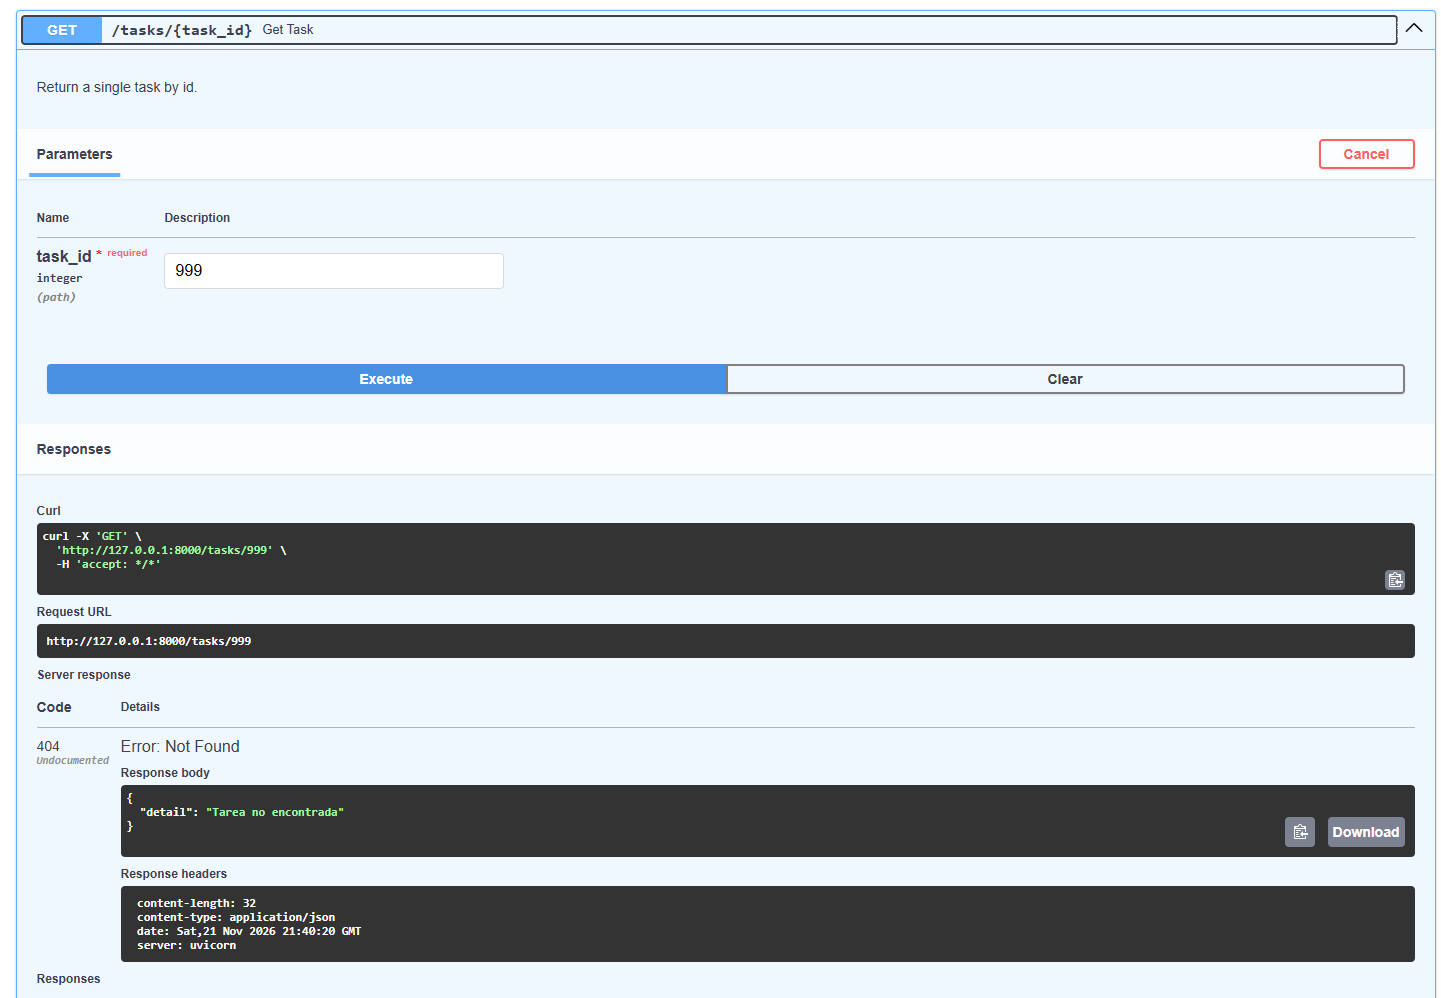 GET /tasks/{task_id} Get Task
Return a single task by id.
Parameters
Cancel
Name Description
task_id * required
integer
(path)
999
Execute
Clear
Responses
Curl
curl -X 'GET' \
'http://127.0.0.1:8000/tasks/999' \
-H 'accept: */*'
Request URL
http://127.0.0.1:8000/tasks/999
Server response
Code Details
404
Undocumented
Error: Not Found
Response body
{
"detail": "Tarea no encontrada"
}
Download
Response headers
content-length: 32
content-type: application/json
date: Sat,21 Nov 2026 21:40:20 GMT
server: uvicorn
Responses